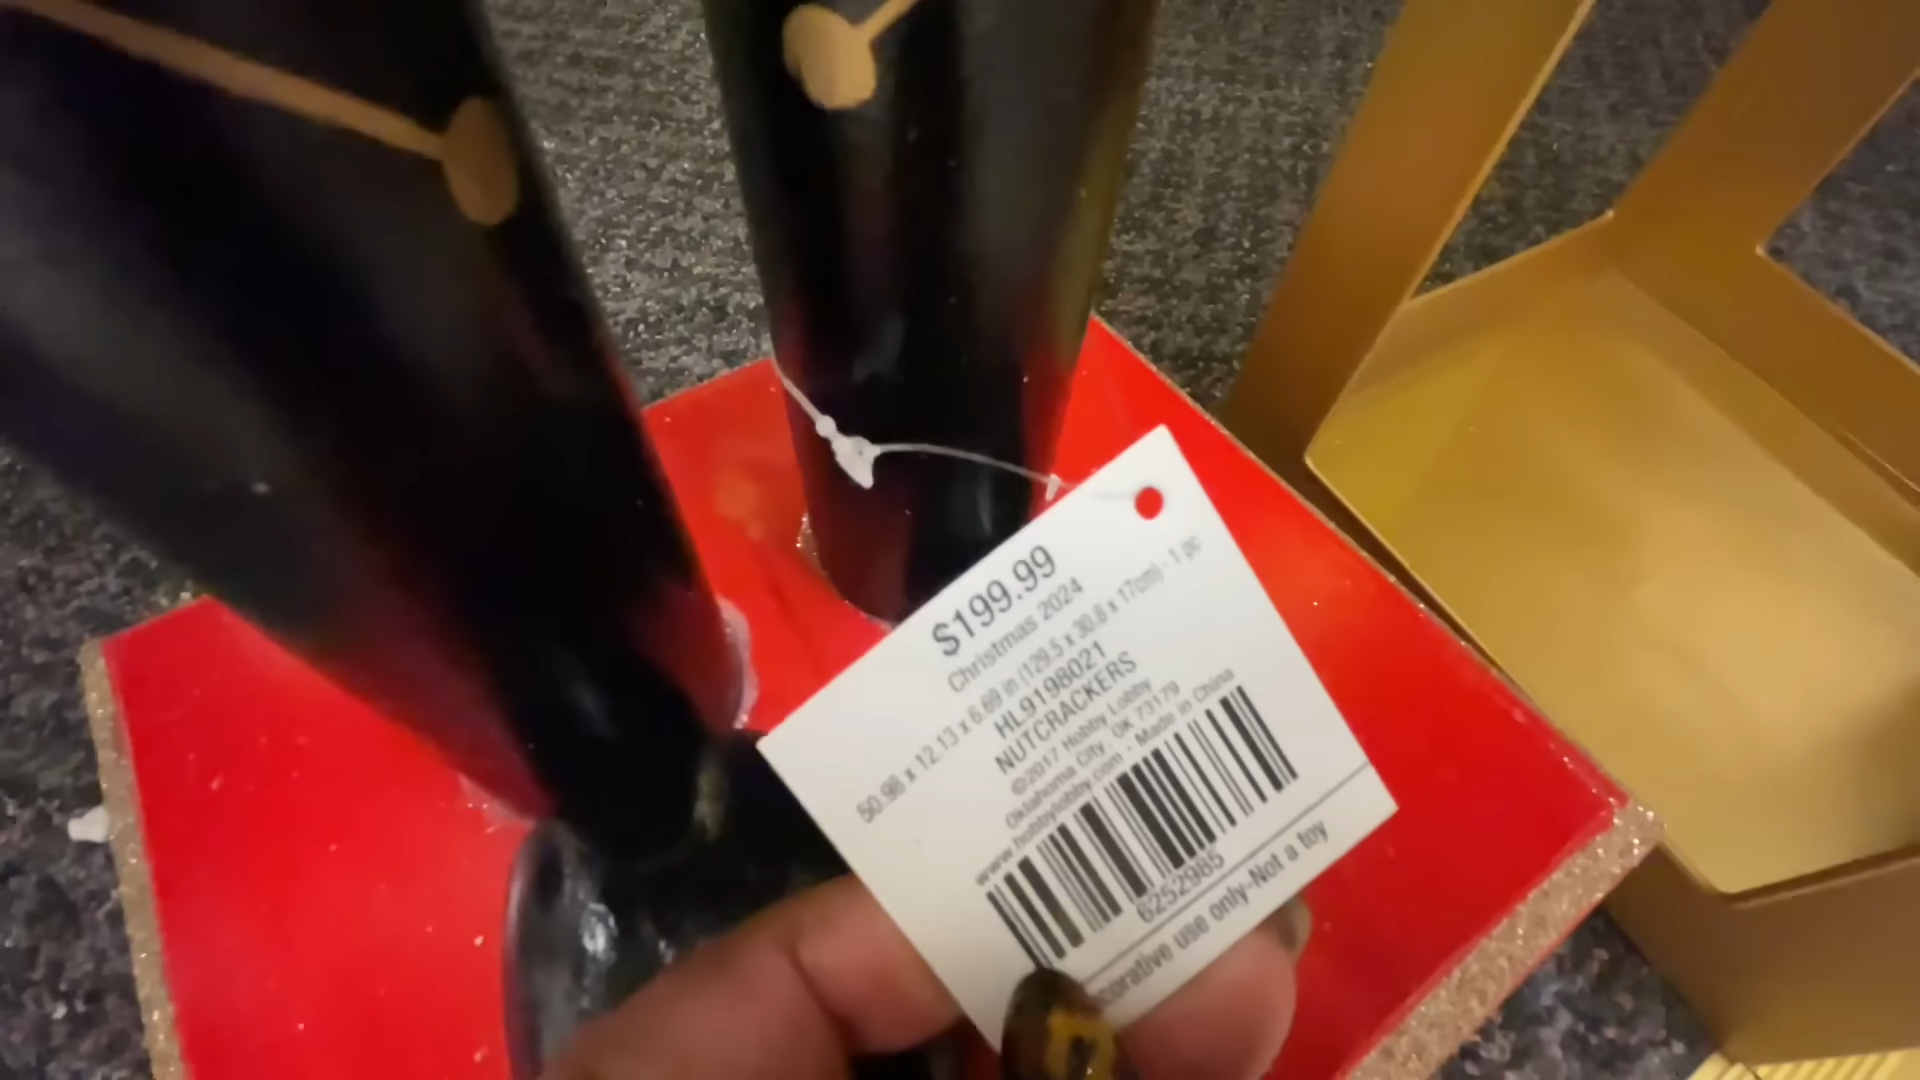 $199.99
Christmas 2024
50.98 x 12.13 x 6.69 in (129.5 x 30.8 x 17cm) - 1 pc
HL9198021
NUTCRACKERS
©2017 Hobby Lobby
Oklahoma City, OK 73179
www.hobbylobby.com - Made in China
6252985
use only-Not a toy